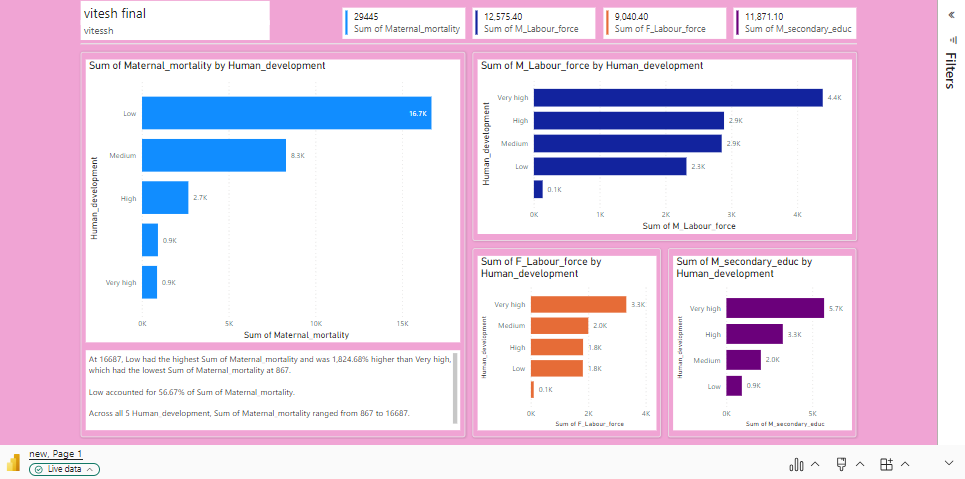 vitesh final
vitessh
29445
Sum of Maternal_mortality
12,575.40
Sum of M_Labour_force
9,040.40
Sum of F_Labour_force
11,871.10
Sum of M_secondary_educ
Filters
Sum of Maternal_mortality by Human_development
Human_development
Low
16.7K
Medium
8.3K
High
2.7K
0.9K
Very high
0.9K
0K 5K 10K 15K
Sum of Maternal_mortality
At 16687, Low had the highest Sum of Maternal_mortality and was 1,824.68% higher than Very high,
which had the lowest Sum of Maternal_mortality at 867.
Low accounted for 56.67% of Sum of Maternal_mortality.
Across all 5 Human_development, Sum of Maternal_mortality ranged from 867 to 16687.
Sum of M_Labour_force by Human_development
Human_development
Very high
4.4K
High
2.9K
Medium
2.9K
Low
2.3K
0.1K
0K 1K 2K 3K 4K
Sum of M_Labour_force
Sum of F_Labour_force by
Human_development
Human_development
Very high
3.3K
Medium
2.0K
High
1.8K
Low
1.8K
0.1K
0K 2K 4K
Sum of F_Labour_force
Sum of M_secondary_educ by
Human_development
Human_development
Very high
5.7K
High
3.3K
Medium
2.0K
Low
0.9K
0K 5K
Sum of M_secondary_educ
new, Page 1
Live data